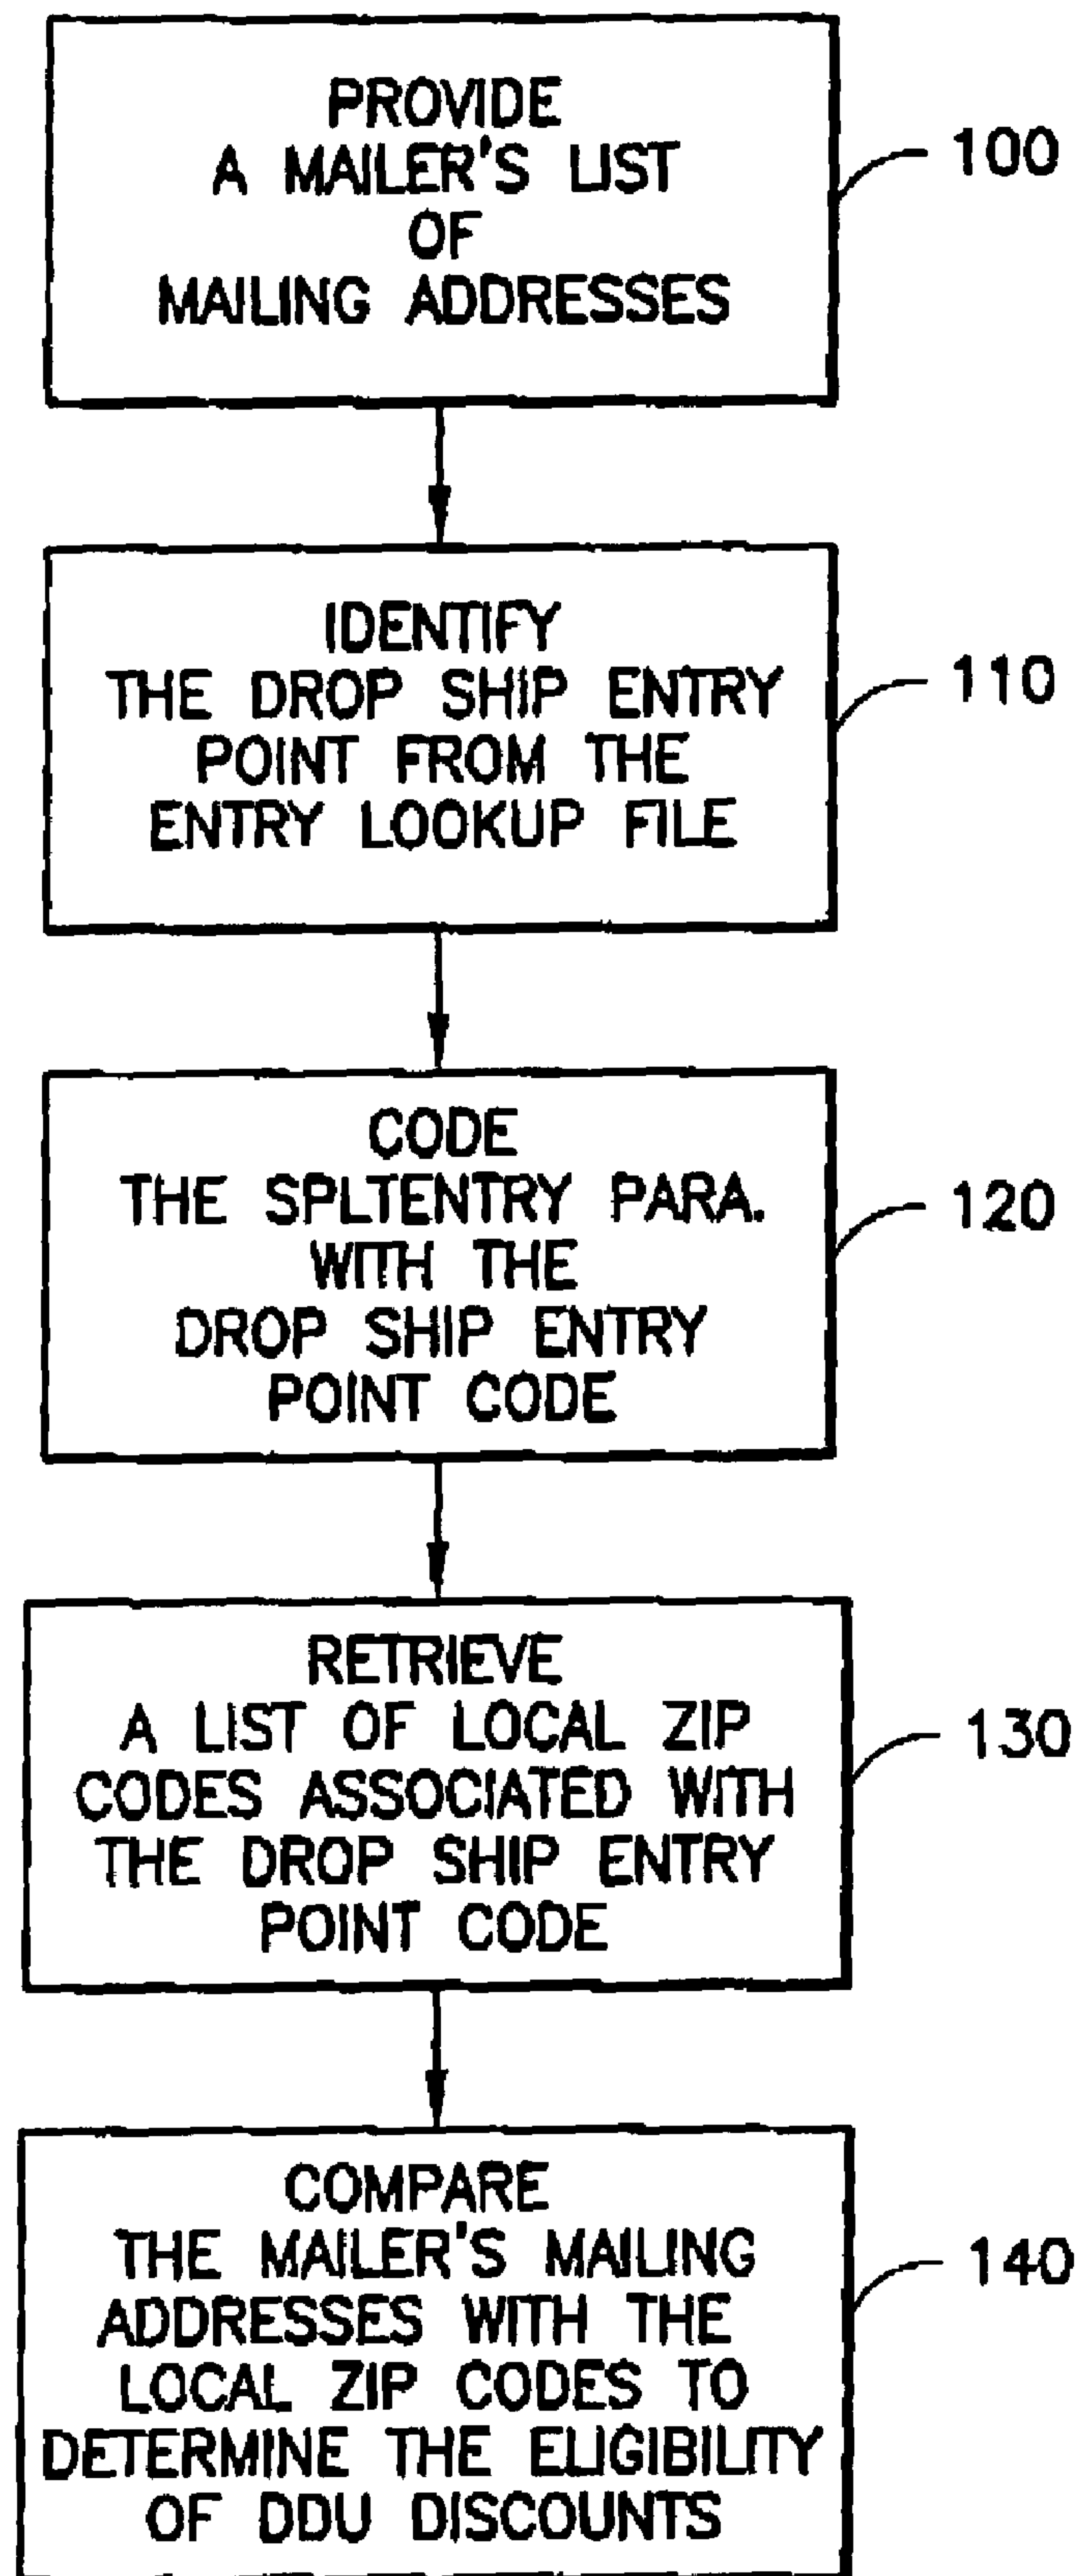 PROVIDE
A MAILER'S LIST
OF
MAILING ADDRESSES
100
IDENTIFY
THE DROP SHIP ENTRY
POINT FROM THE
ENTRY LOOKUP FILE
110
CODE
THE SPLTENTRY PARA.
WITH THE
DROP SHIP ENTRY
POINT CODE
120
RETRIEVE
A LIST OF LOCAL ZIP
CODES ASSOCIATED WITH
THE DROP SHIP ENTRY
POINT CODE
130
COMPARE
THE MAILER'S MAILING
ADDRESSES WITH THE
LOCAL ZIP CODES TO
DETERMINE THE ELIGIBILITY
OF DDU DISCOUNTS
140